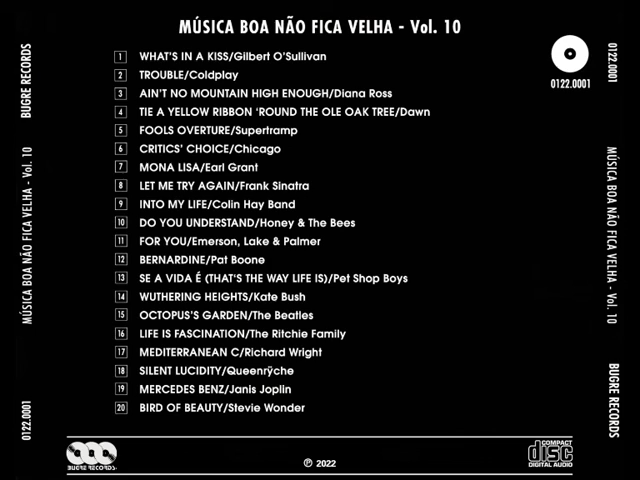 MÚSICA BOA NÃO FICA VELHA - Vol. 10
1 WHAT'S IN A KISS/Gilbert O'Sullivan
2 TROUBLE/Coldplay
3 AIN'T NO MOUNTAIN HIGH ENOUGH/Diana Ross
4 TIE A YELLOW RIBBON 'ROUND THE OLE OAK TREE/Dawn
5 FOOLS OVERTURE/Supertramp
6 CRITICS' CHOICE/Chicago
7 MONA LISA/Earl Grant
8 LET ME TRY AGAIN/Frank Sinatra
9 INTO MY LIFE/Colin Hay Band
10 DO YOU UNDERSTAND/Honey & The Bees
11 FOR YOU/Emerson, Lake & Palmer
12 BERNARDINE/Pat Boone
13 SE A VIDA É (THAT'S THE WAY LIFE IS)/Pet Shop Boys
14 WUTHERING HEIGHTS/Kate Bush
15 OCTOPUS'S GARDEN/The Beatles
16 LIFE IS FASCINATION/The Ritchie Family
17 MEDITERRANEAN C/Richard Wright
18 SILENT LUCIDITY/Queenrÿche
19 MERCEDES BENZ/Janis Joplin
20 BIRD OF BEAUTY/Stevie Wonder
0122.0001
BUGRE RECORDS
MÚSICA BOA NÃO FICA VELHA - Vol. 10
0122.0001
0122.0001
MÚSICA BOA NÃO FICA VELHA - Vol. 10
BUGRE RECORDS
BUGRE RECORDS
℗ 2022
COMPACT
disc
DIGITAL AUDIO